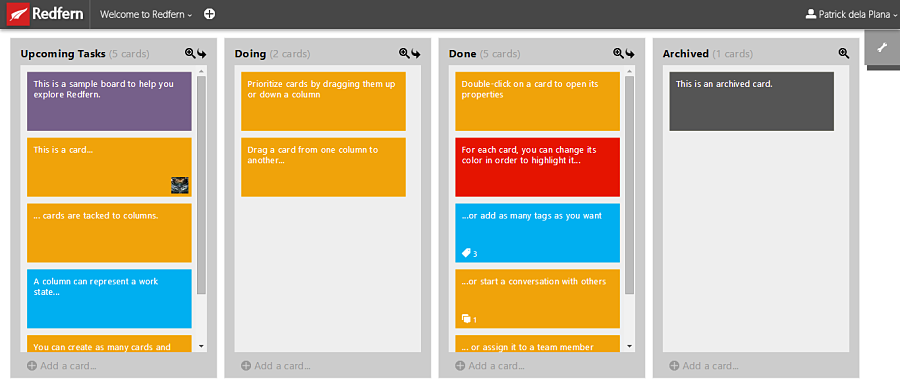 Redfern
Welcome to Redfern
Patrick dela Plana
Upcoming Tasks (5 cards)
This is a sample board to help you
explore Redfern.
This is a card...
... cards are tacked to columns.
A column can represent a work
state...
You can create as many cards and
Add a card...
Doing (2 cards)
Prioritize cards by dragging them up
or down a column
Drag a card from one column to
another...
Add a card...
Done (5 cards)
Double-click on a card to open its
properties
For each card, you can change its
color in order to highlight it...
...or add as many tags as you want
3
...or start a conversation with others
1
... or assign it to a team member
Add a card...
Archived (1 cards)
This is an archived card.
Add a card...